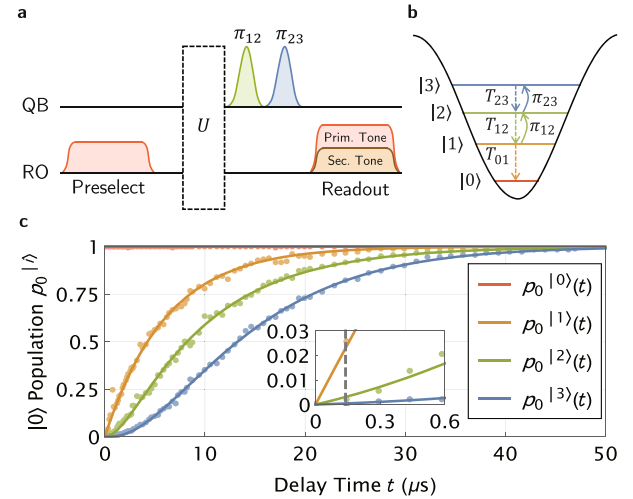 a
π₁₂ π₂₃
QB
U
RO
Preselect
Prim. Tone
Sec. Tone
Readout
b
|3⟩
T₂₃ π₂₃
|2⟩
T₁₂ π₁₂
|1⟩
T₀₁
|0⟩
c
|0⟩ Population p₀^|i⟩
1
0.75
0.5
0.25
0
0 10 20 30 40 50
Delay Time t (μs)
0.03
0.02
0.01
0
0 0.3 0.6
p₀^|0⟩(t)
p₀^|1⟩(t)
p₀^|2⟩(t)
p₀^|3⟩(t)